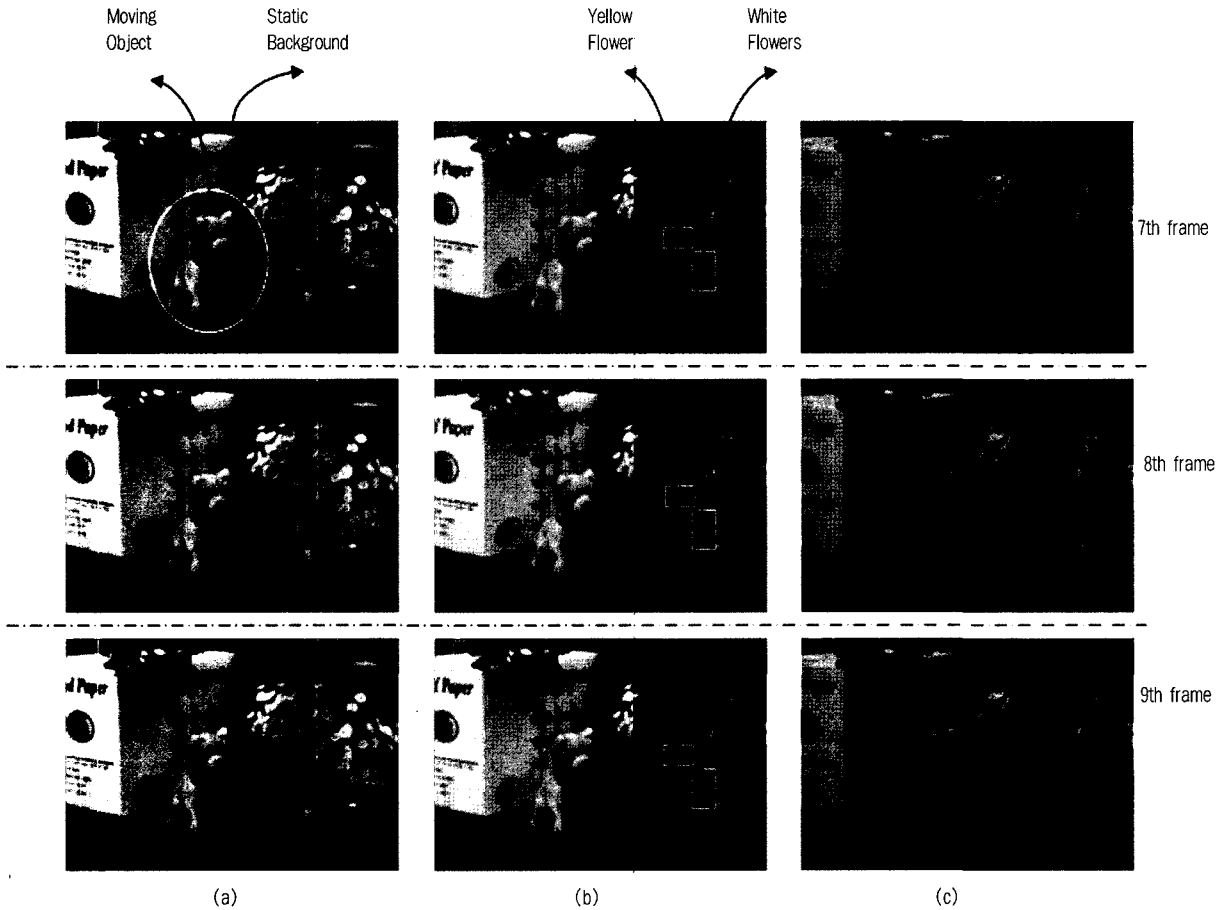 Moving
Object
Static
Background
Yellow
Flower
White
Flowers
Paper
7th frame
Paper
8th frame
Paper
9th frame
(a)
(b)
(c)